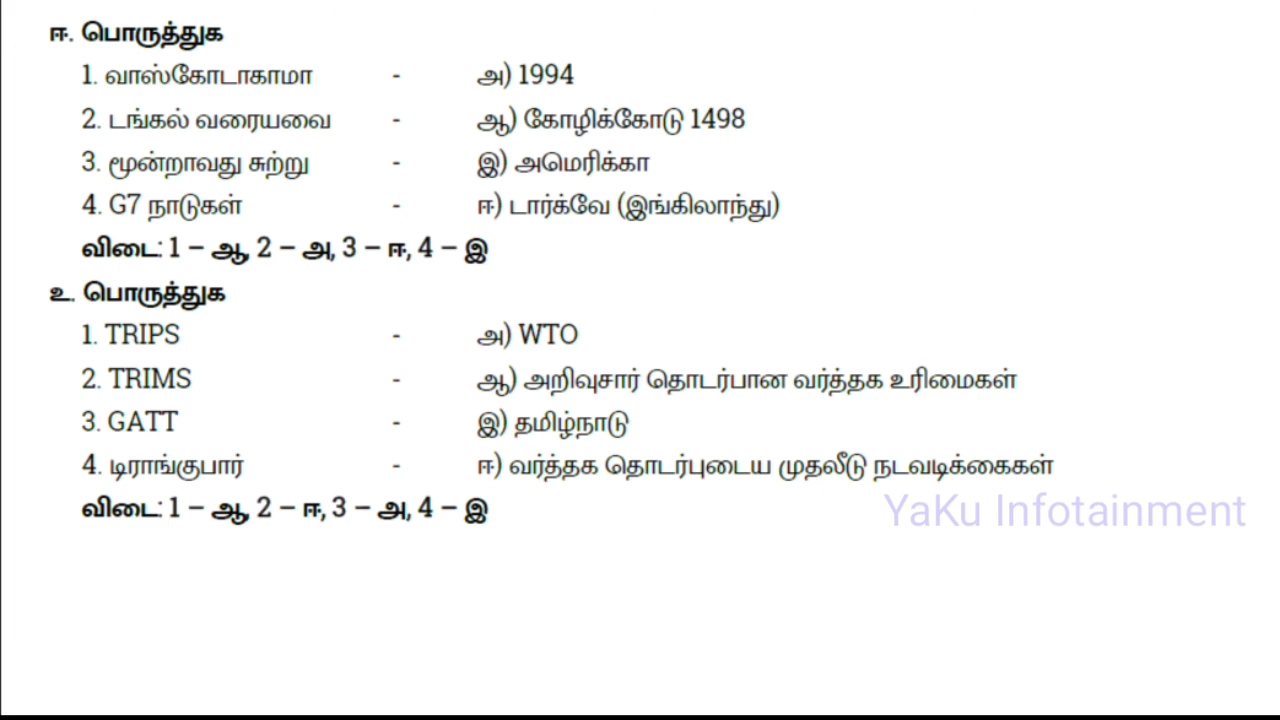 ஈ. பொருத்துக
1. வாஸ்கோடாகாமா - அ) 1994
2. டங்கல் வரையவை - ஆ) கோழிக்கோடு 1498
3. மூன்றாவது சுற்று - இ) அமெரிக்கா
4. G7 நாடுகள் - ஈ) டார்க்வே (இங்கிலாந்து)
விடை: 1 – ஆ, 2 – அ, 3 – ஈ, 4 – இ
உ. பொருத்துக
1. TRIPS - அ) WTO
2. TRIMS - ஆ) அறிவுசார் தொடர்பான வர்த்தக உரிமைகள்
3. GATT - இ) தமிழ்நாடு
4. டிராங்குபார் - ஈ) வர்த்தக தொடர்புடைய முதலீடு நடவடிக்கைகள்
விடை: 1 – ஆ, 2 – ஈ, 3 – அ, 4 – இ
YaKu Infotainment